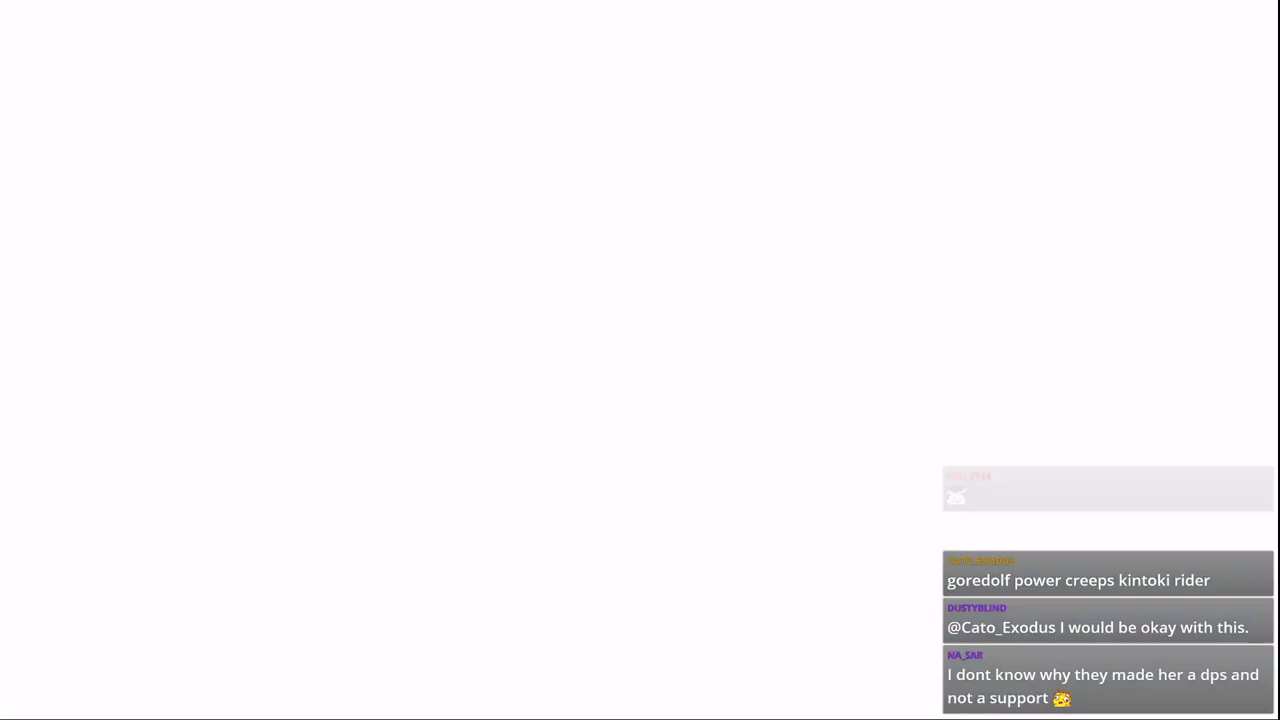 CATO_EXODUS
goredolf power creeps kintoki rider
DUSTYBLIND
@Cato_Exodus I would be okay with this.
NA_SAR
I dont know why they made her a dps and
not a support